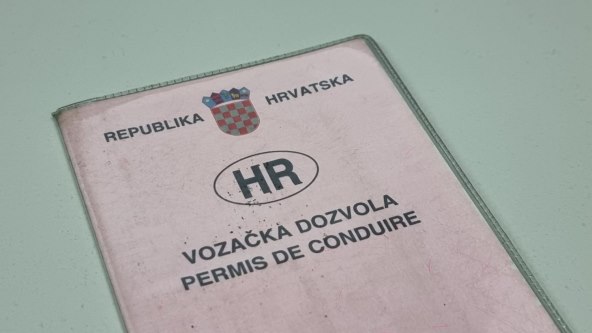 REPUBLIKA HRVATSKA
HR
VOZAČKA DOZVOLA
PERMIS DE CONDUIRE